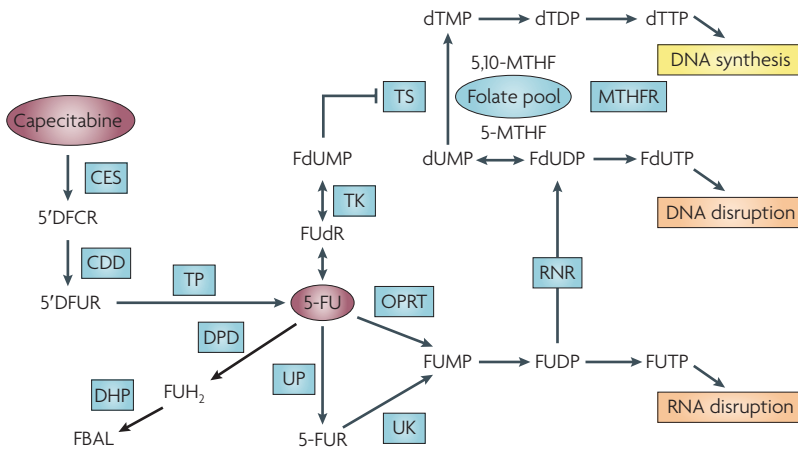 dTMP dTDP dTTP
DNA synthesis
5,10-MTHF
TS Folate pool MTHFR
5-MTHF
Capecitabine
FdUMP dUMP FdUDP FdUTP
CES
TK DNA disruption
5′DFCR
FUdR
CDD
TP RNR
5′DFUR 5-FU OPRT
DPD
FUMP FUDP FUTP
UP
DHP FUH2
RNA disruption
FBAL 5-FUR UK